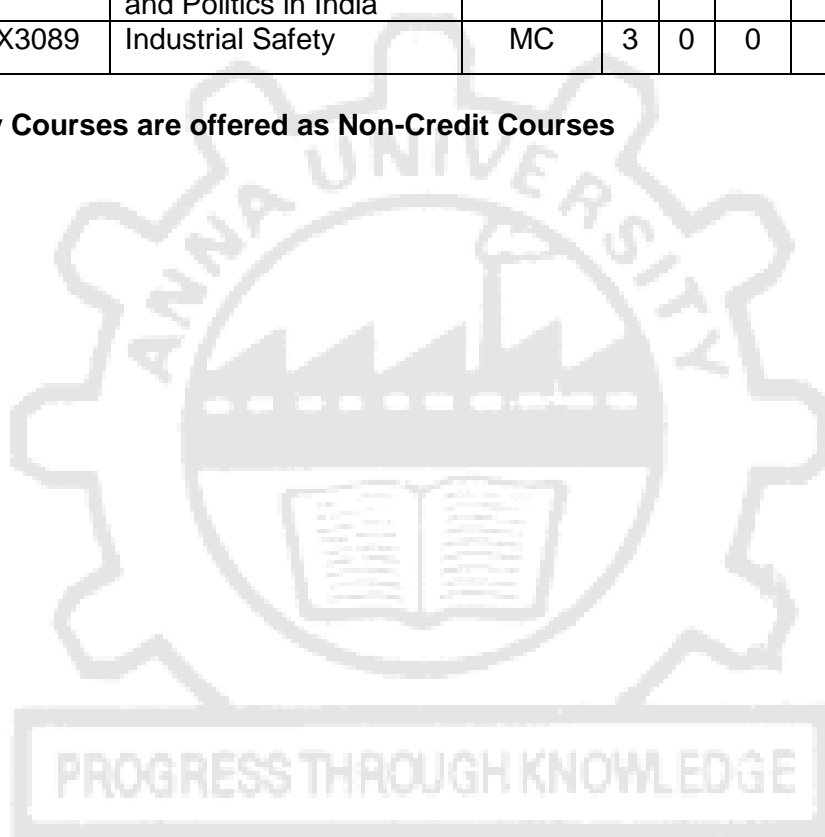 and Politics in India
X3089 Industrial Safety MC 3 0 0
y Courses are offered as Non-Credit Courses
ANNA UNIVERSITY
PROGRESS THROUGH KNOWLEDGE